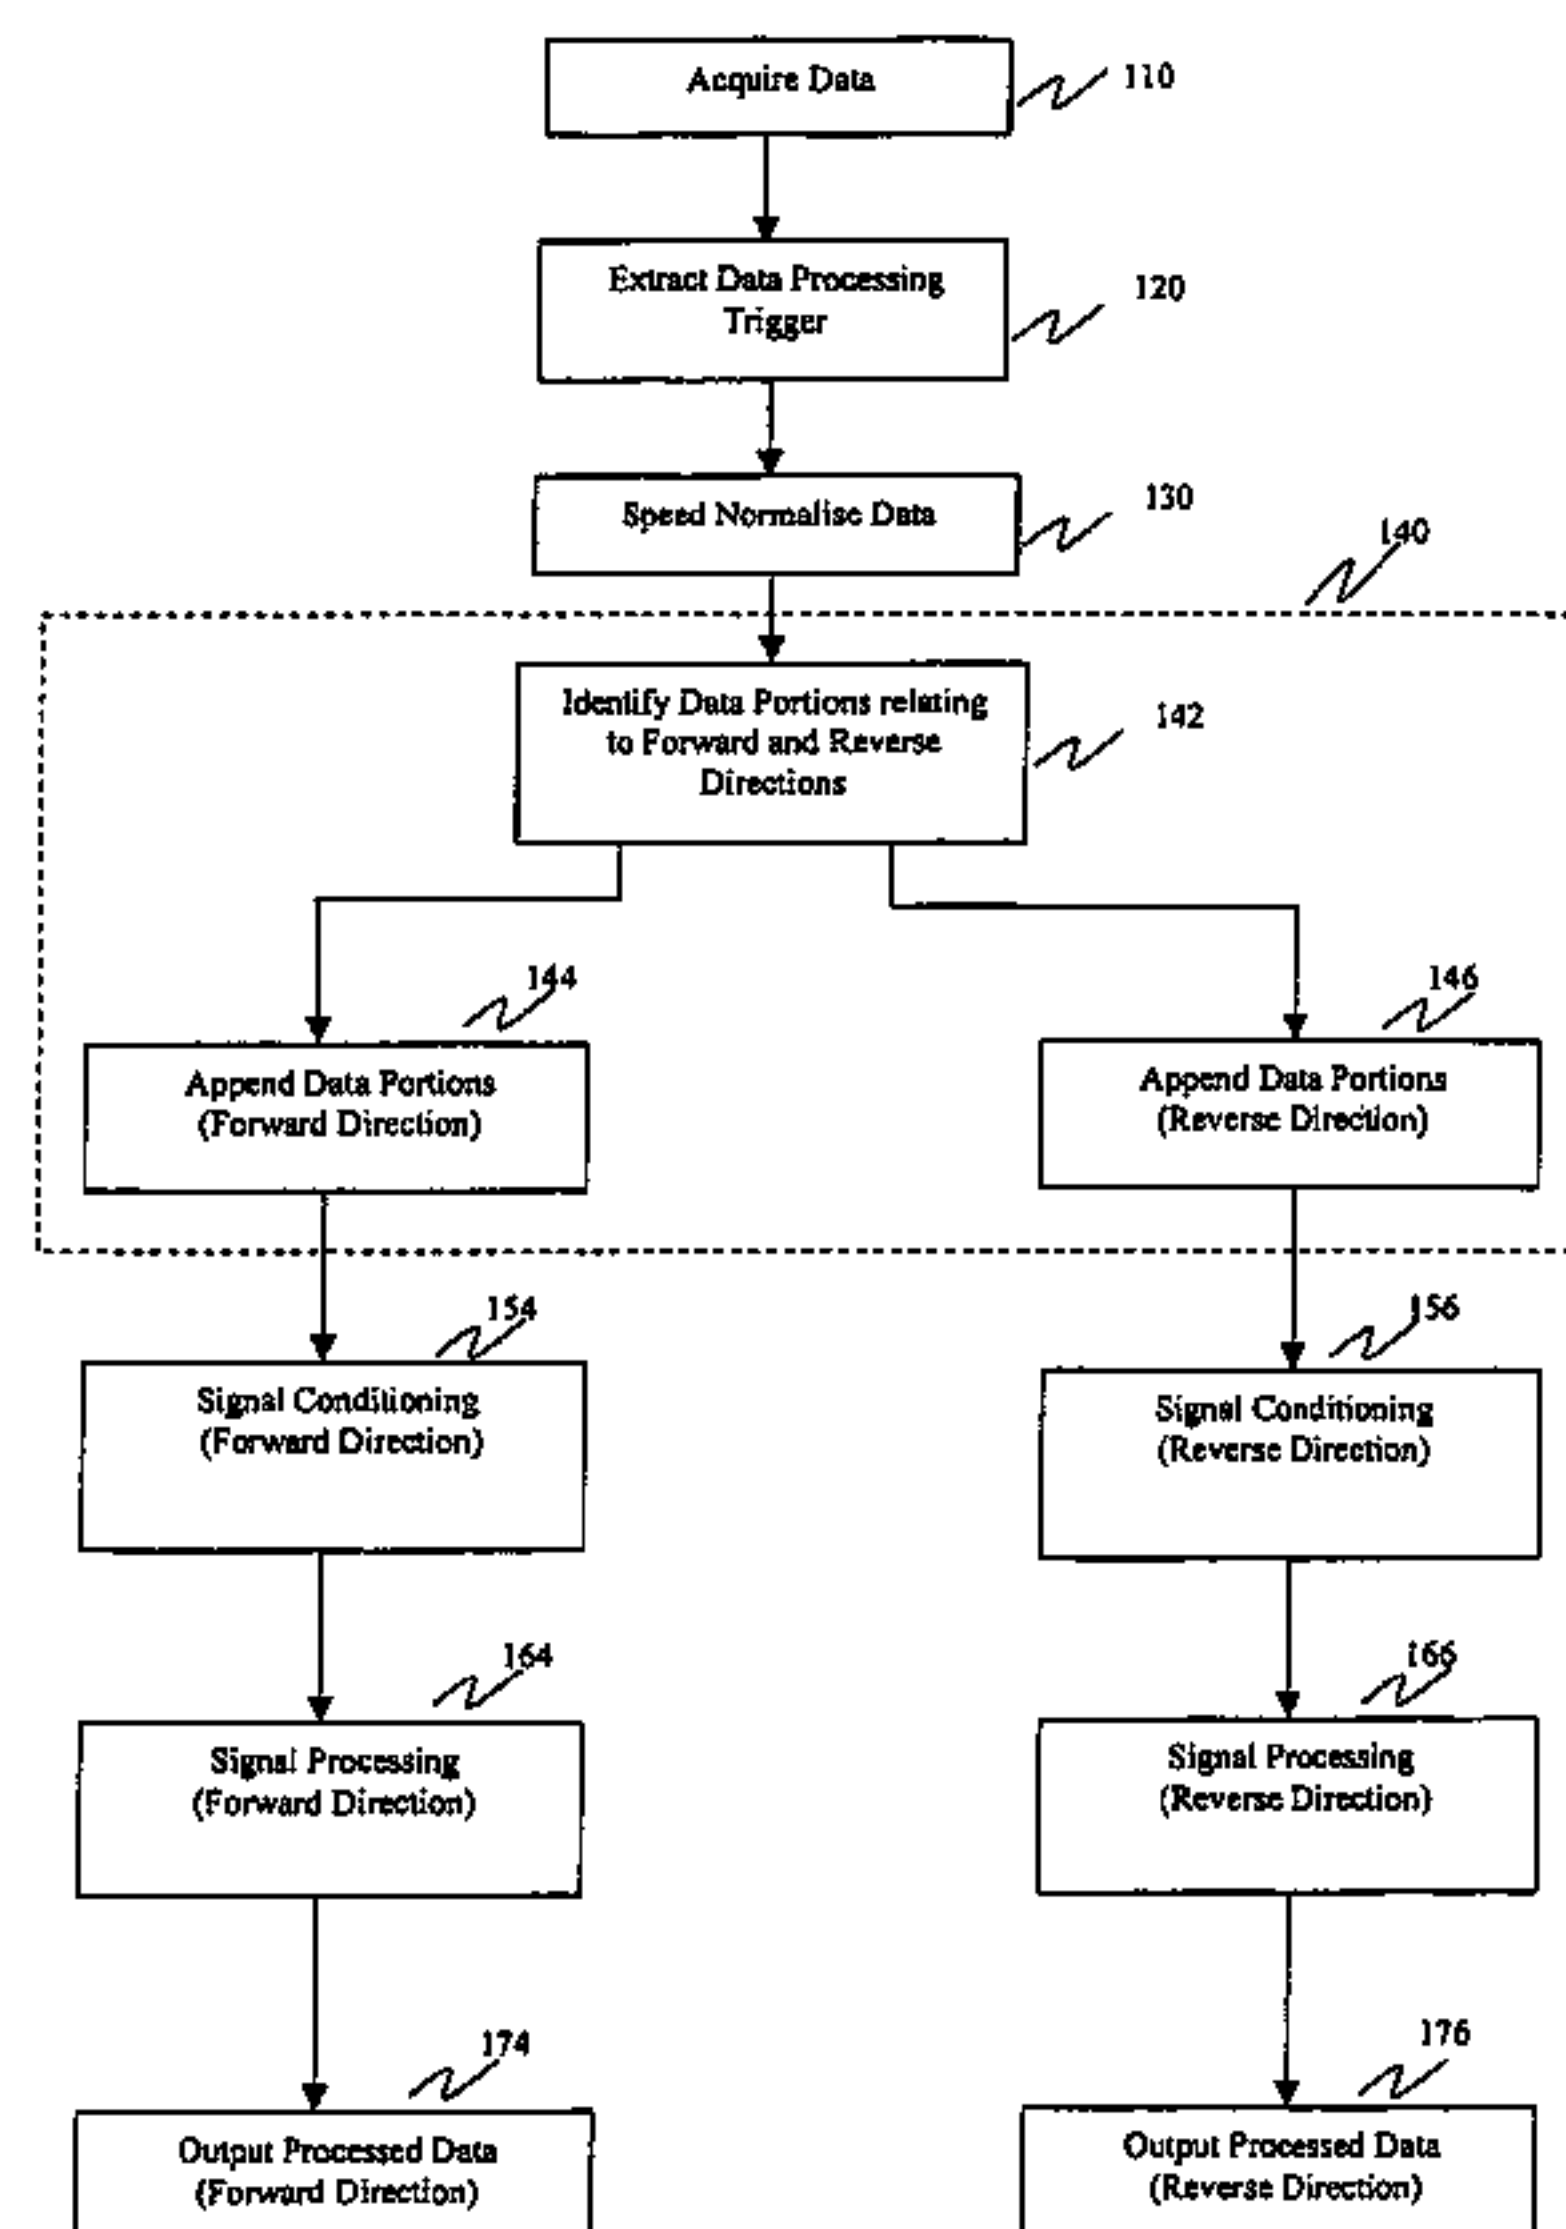 Acquire Data
110
Extract Data Processing
Trigger
120
Speed Normalise Data
130
140
Identify Data Portions relating
to Forward and Reverse
Directions
142
144
146
Append Data Portions
(Forward Direction)
Append Data Portions
(Reverse Direction)
154
156
Signal Conditioning
(Forward Direction)
Signal Conditioning
(Reverse Direction)
164
166
Signal Processing
(Forward Direction)
Signal Processing
(Reverse Direction)
174
176
Output Processed Data
(Forward Direction)
Output Processed Data
(Reverse Direction)